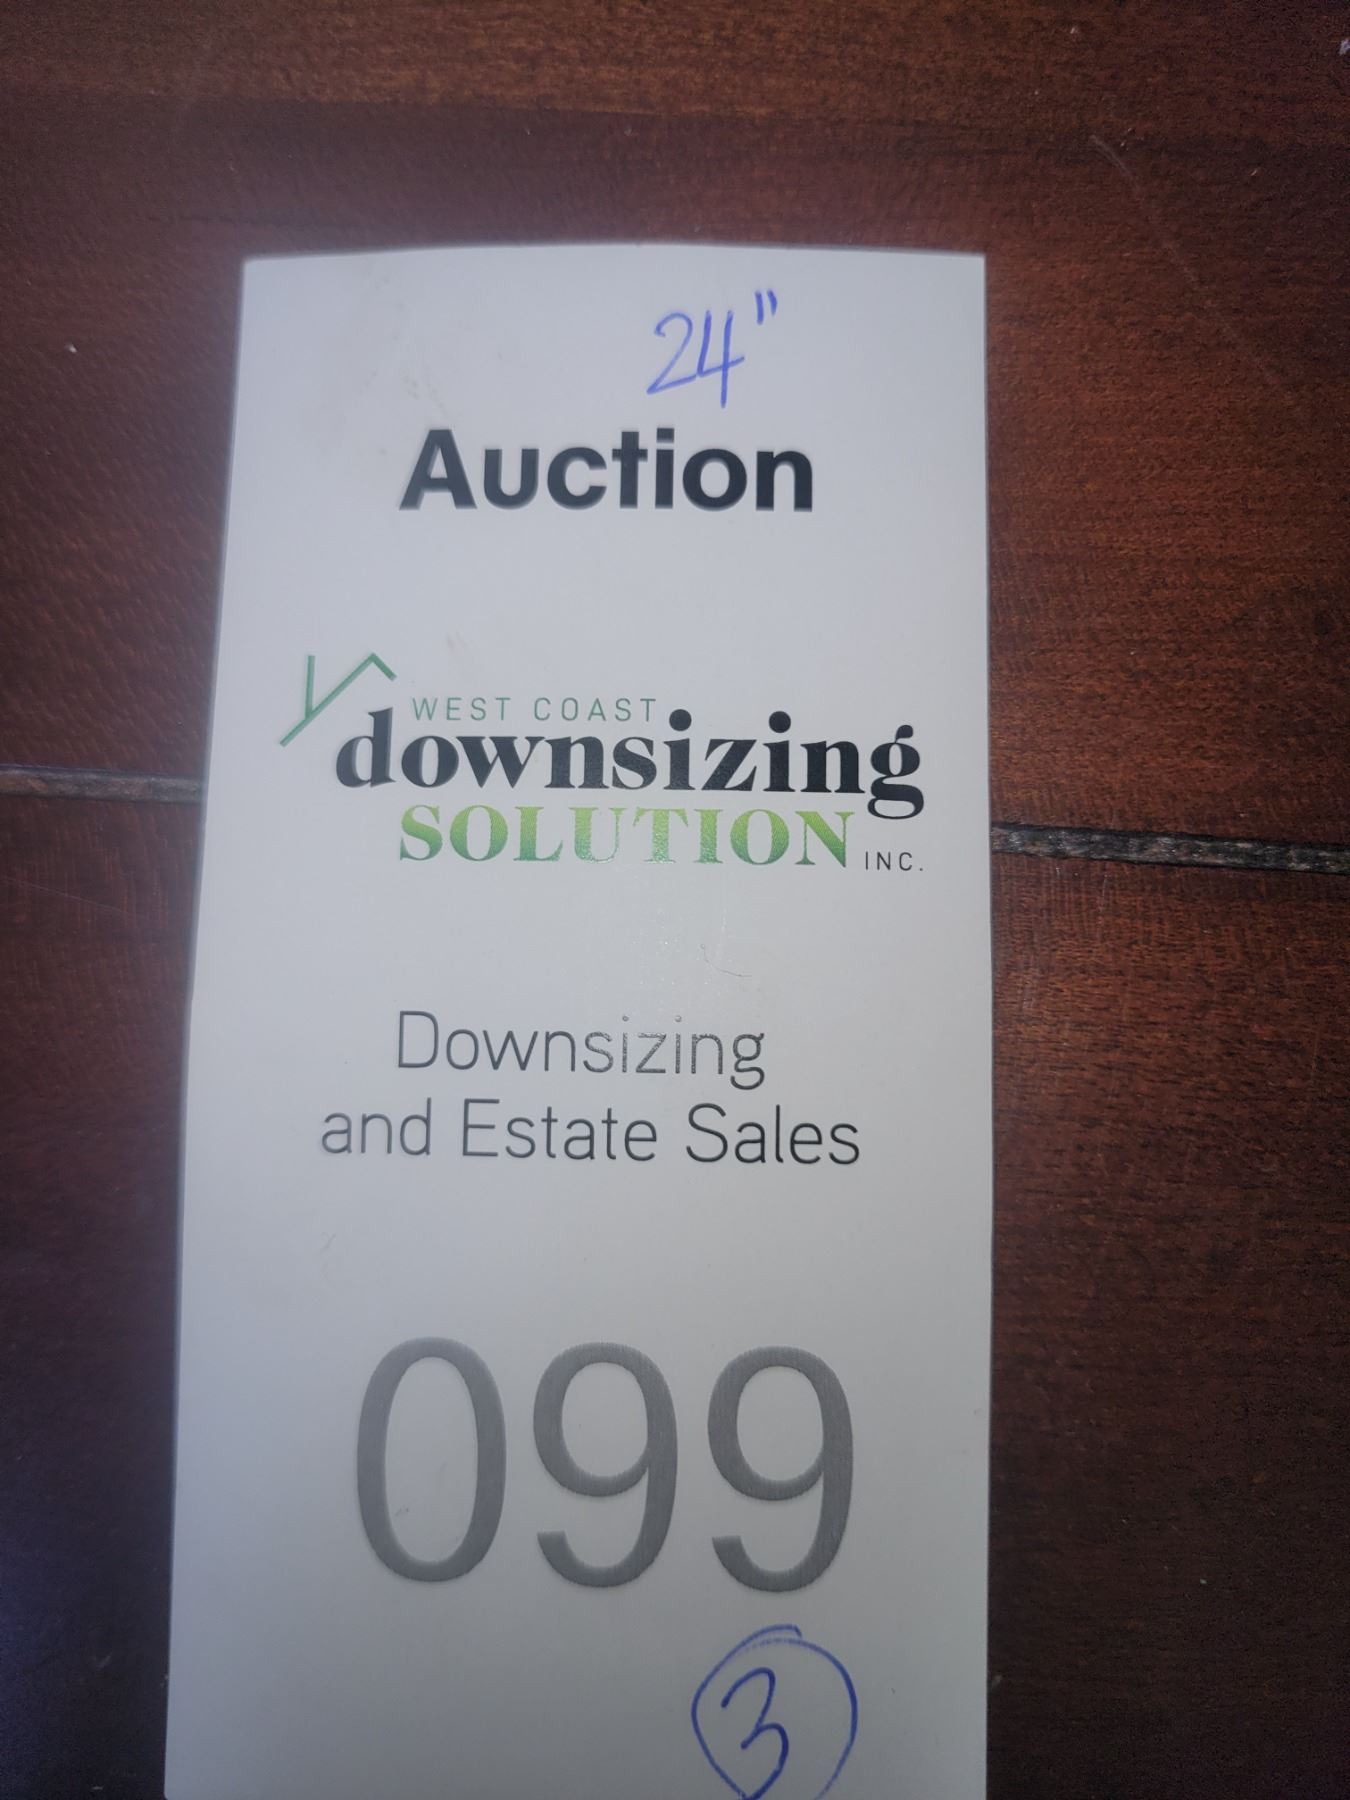 24"
Auction
WEST COAST
downsizing
SOLUTION INC.
Downsizing
and Estate Sales
099
3